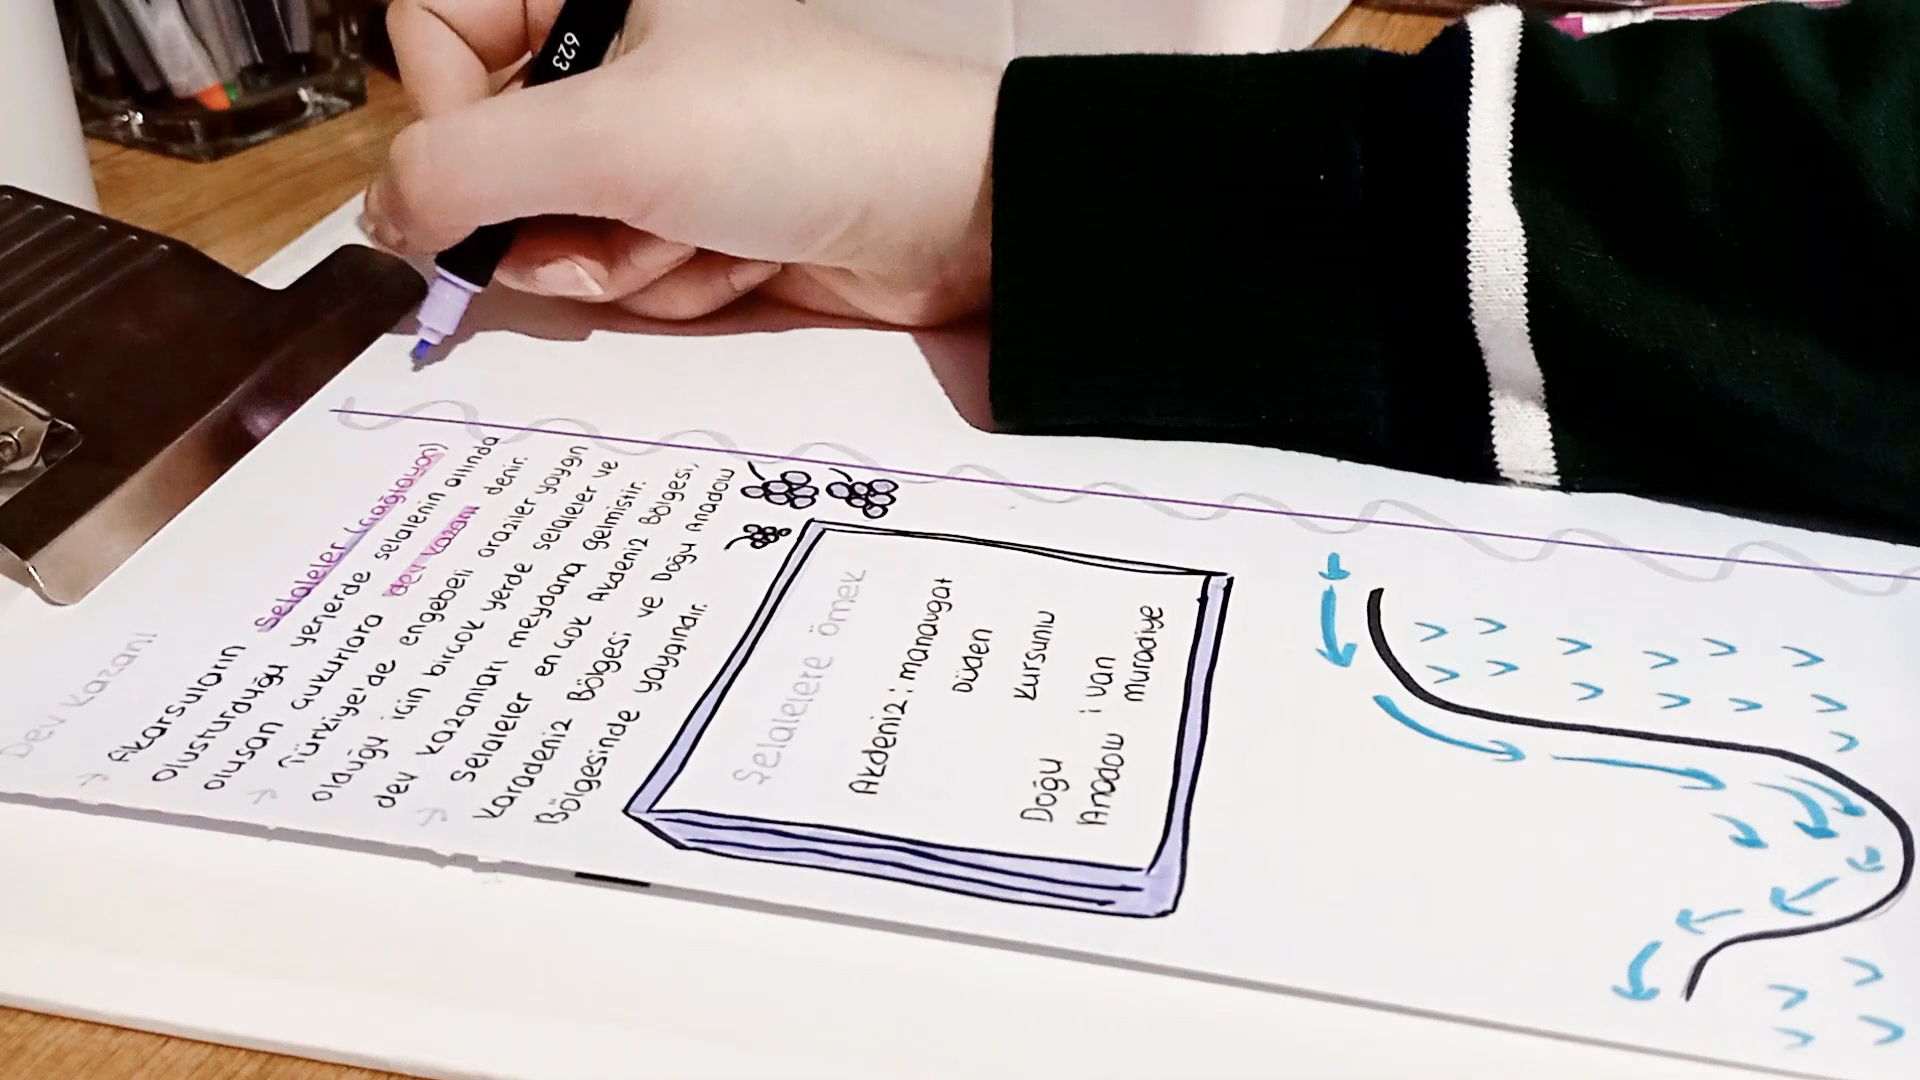 Dev Kazanı
Akarsuların Şelaleler (çağlayan)
oluşturduğu yerlerde şelalenin altında
oluşan çukurlara dev kazanı denir.
Türkiye'de engebeli araziler yaygın
olduğu için birçok yerde şelaleler ve
dev kazanları meydana gelmiştir.
Şelaleler en çok Akdeniz Bölgesi,
Karadeniz Bölgesi ve Doğu Anadolu
Bölgesinde yaygındır.
Şelalelere Örnek
Akdeniz: manavgat
Düden
Kurşunlu
Doğu
Anadolu : Van
muradiye
623